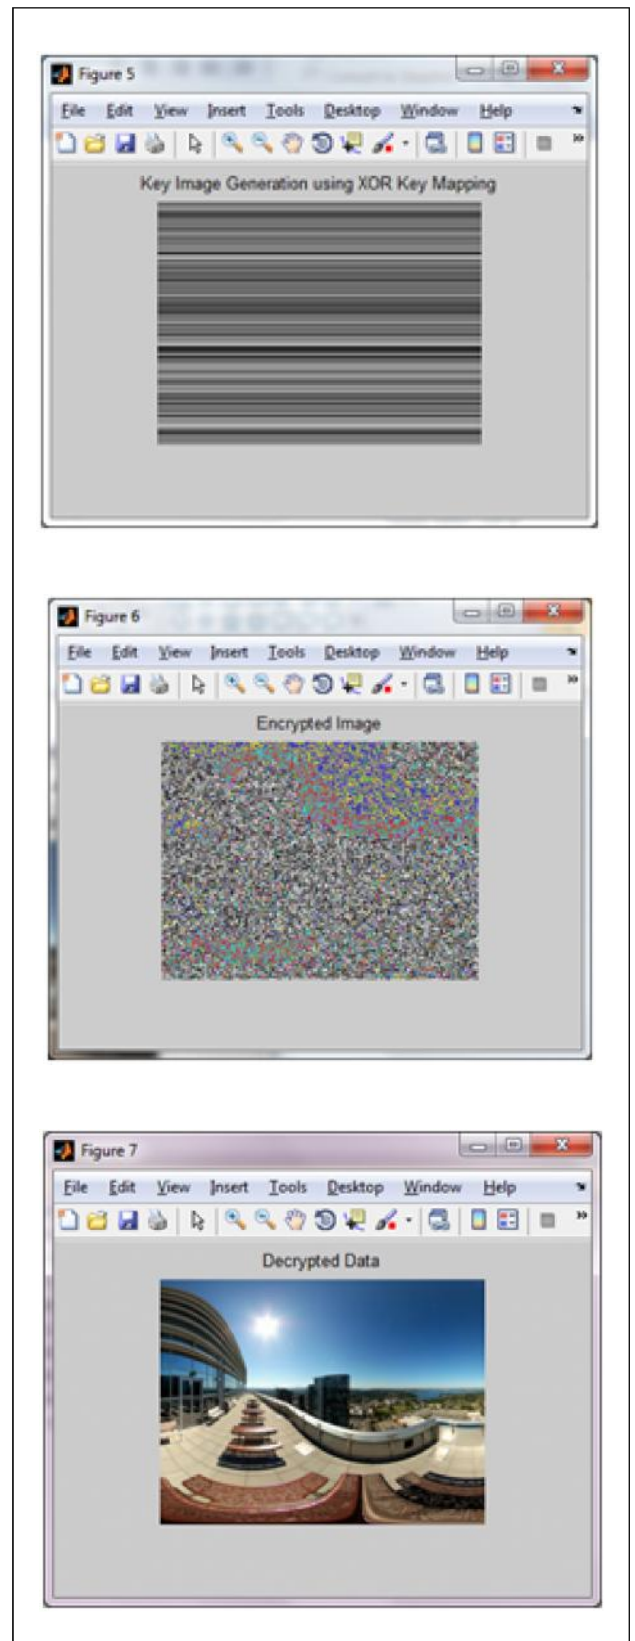 Figure 5
File Edit View Insert Tools Desktop Window Help
Key Image Generation using XOR Key Mapping
Figure 6
File Edit View Insert Tools Desktop Window Help
Encrypted Image
Figure 7
File Edit View Insert Tools Desktop Window Help
Decrypted Data